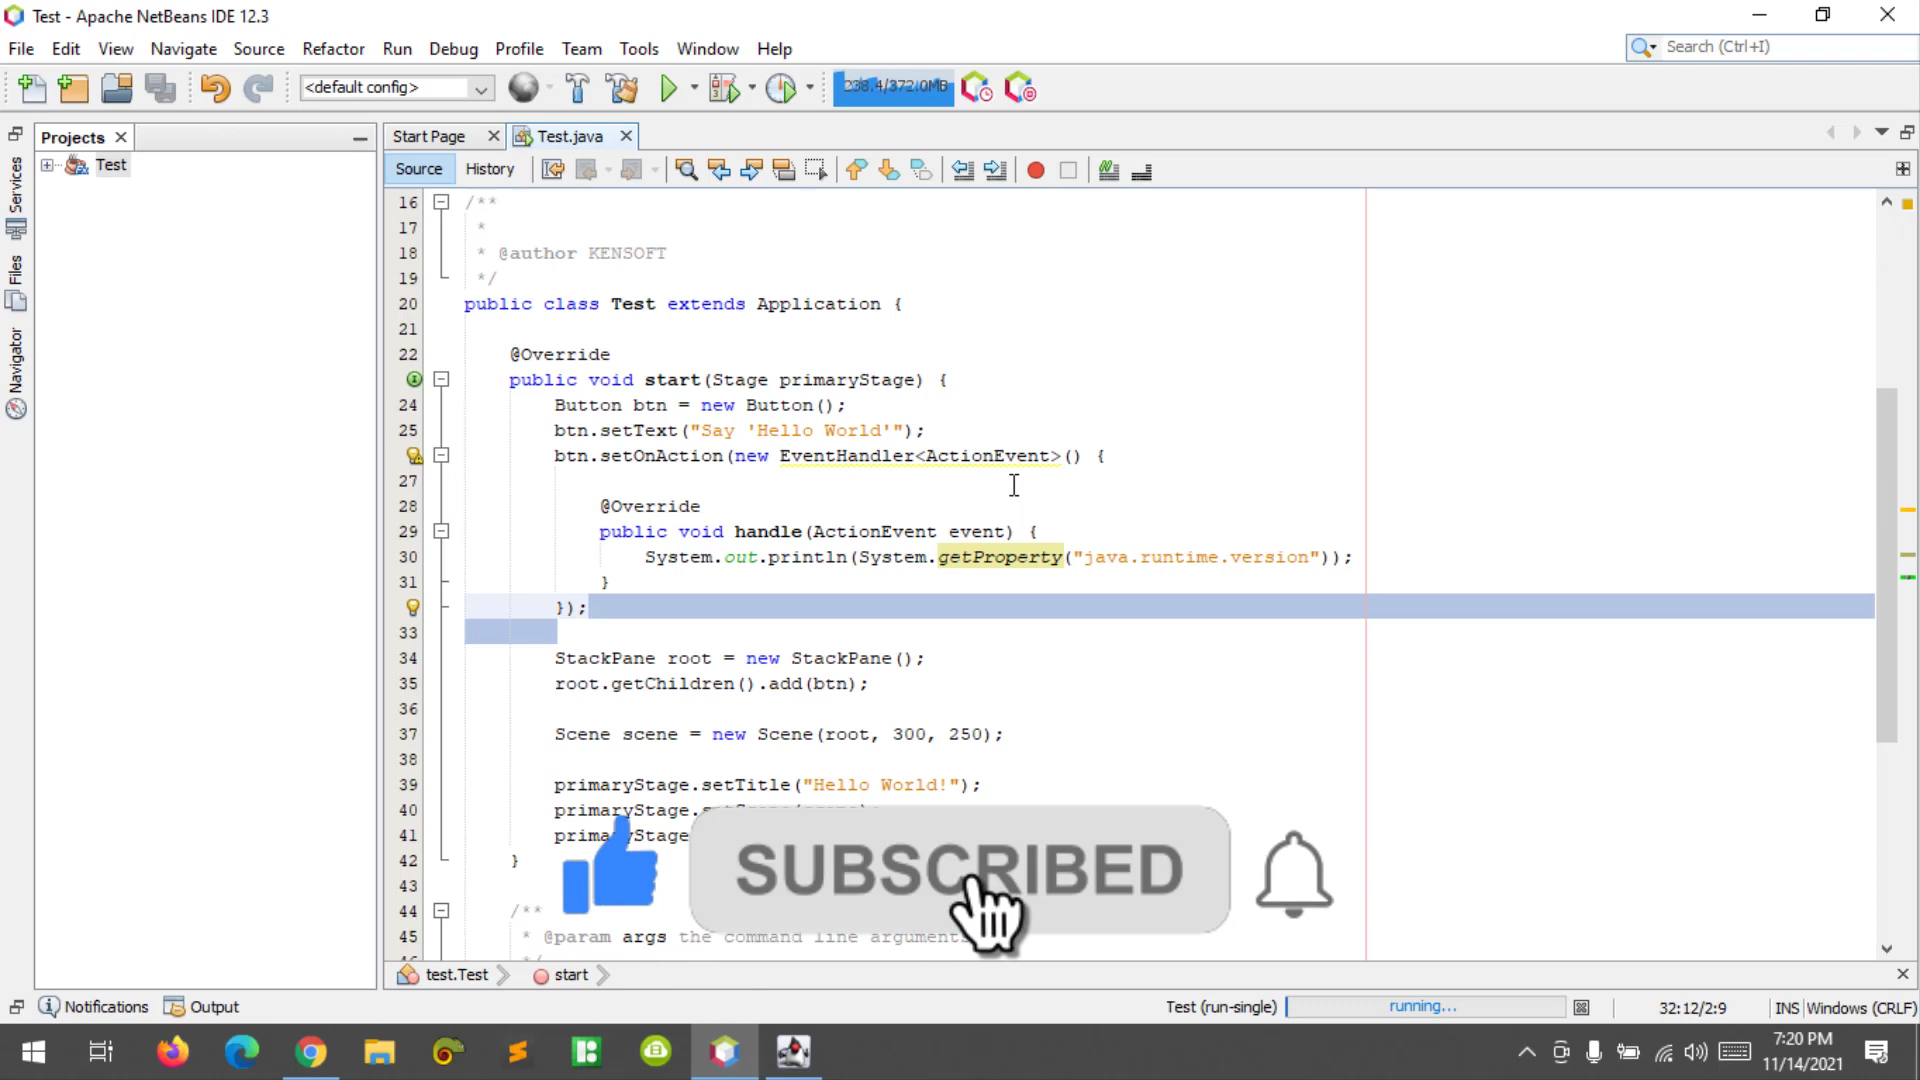 Test - Apache NetBeans IDE 12.3
File Edit View Navigate Source Refactor Run Debug Profile Team Tools Window Help
Search (Ctrl+I)
<default config>
238.4/372.0MB
Projects
Start Page
Test.java
Test
Source History
Services
Files
Navigator
16 /**
17 *
18 * @author KENSOFT
19 */
20 public class Test extends Application {
21
22 @Override
public void start(Stage primaryStage) {
24 Button btn = new Button();
25 btn.setText("Say 'Hello World'");
btn.setOnAction(new EventHandler<ActionEvent>() {
27
28 @Override
29 public void handle(ActionEvent event) {
30 System.out.println(System.getProperty("java.runtime.version"));
31 }
});
33
34 StackPane root = new StackPane();
35 root.getChildren().add(btn);
36
37 Scene scene = new Scene(root, 300, 250);
38
39 primaryStage.setTitle("Hello World!");
40 primaryStage.
41 primaryStage
42 }
43
44 /**
45 * @param args the command line arguments
SUBSCRIBED
test.Test start
Notifications Output
Test (run-single) running... 32:12/2:9 INS Windows (CRLF)
7:20 PM
11/14/2021